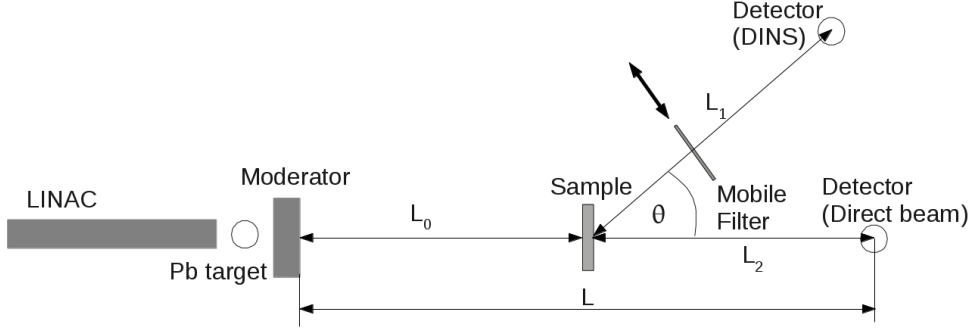 Detector
(DINS)
L1
LINAC
Moderator
Pb target
L0
Sample
θ
Mobile
Filter
Detector
(Direct beam)
L2
L